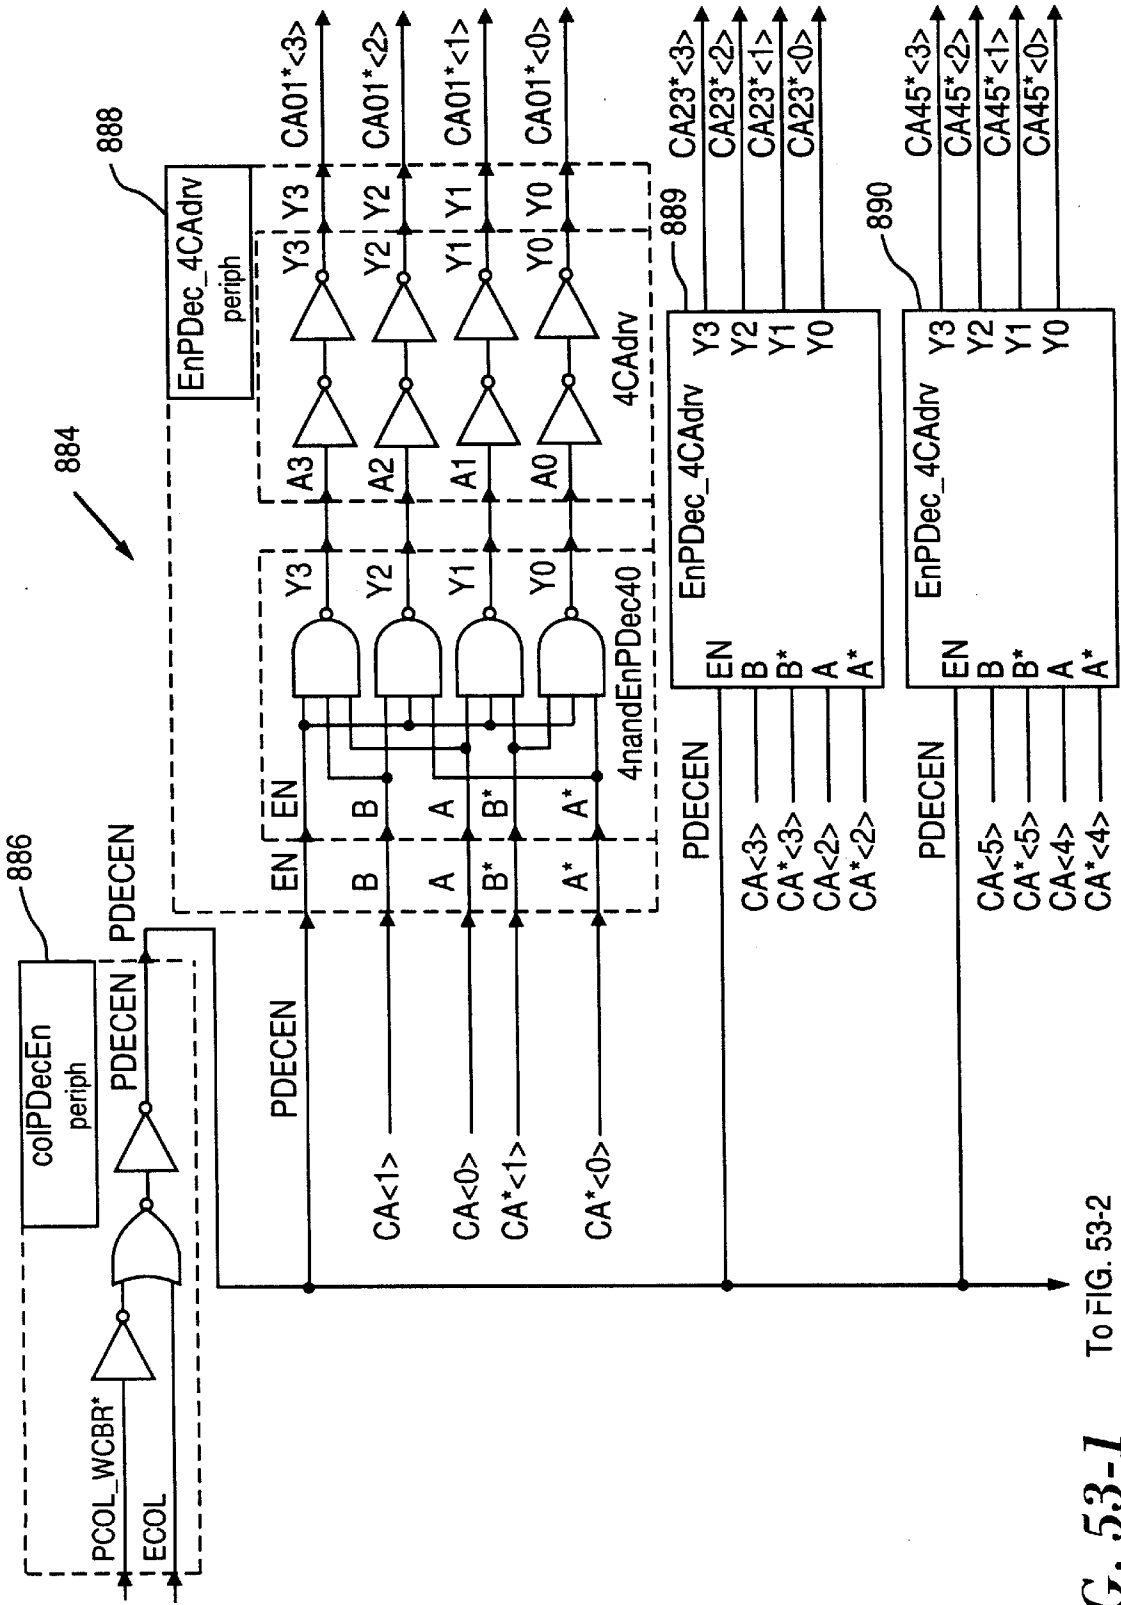 886
colPDecEn
periph
PCOL_WCBR*
ECOL
PDECEN
PDECEN
884
888
EnPDec_4CAdrv
periph
PDECEN
CA<1>
CA<0>
CA*<1>
CA*<0>
EN
B
A
B*
A*
EN
B
A
B*
A*
Y3
Y2
Y1
Y0
4nandEnPDec40
A3
A2
A1
A0
Y3
Y2
Y1
Y0
4CAdrv
Y3
Y2
Y1
Y0
CA01*<3>
CA01*<2>
CA01*<1>
CA01*<0>
889
PDECEN
CA<3>
CA*<3>
CA<2>
CA*<2>
EN
B
B*
A
A*
EnPDec_4CAdrv
Y3
Y2
Y1
Y0
CA23*<3>
CA23*<2>
CA23*<1>
CA23*<0>
890
PDECEN
CA<5>
CA*<5>
CA<4>
CA*<4>
EN
B
B*
A
A*
EnPDec_4CAdrv
Y3
Y2
Y1
Y0
CA45*<3>
CA45*<2>
CA45*<1>
CA45*<0>
To FIG. 53-2
G. 53-1